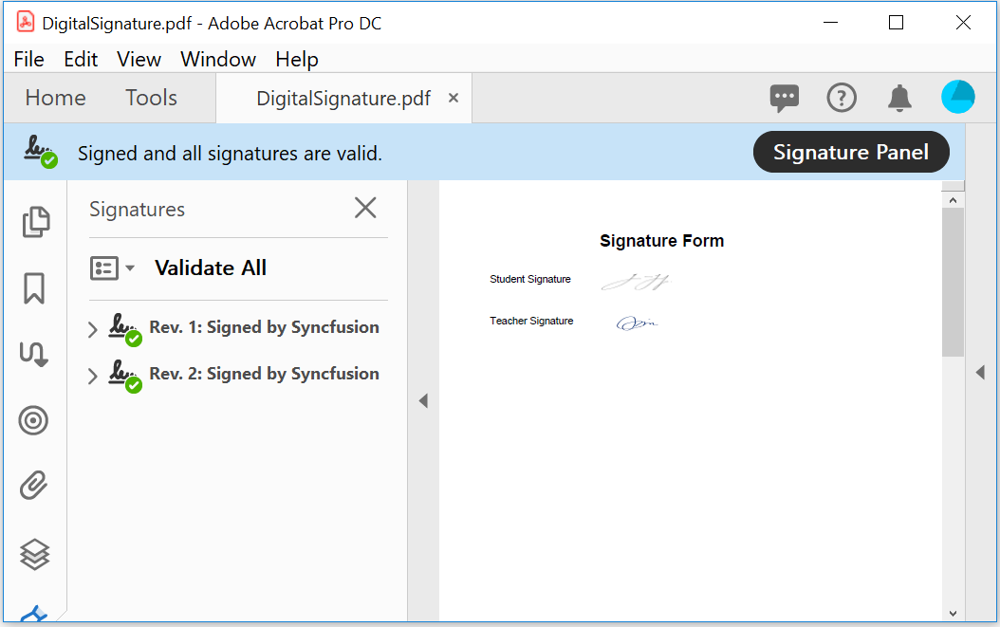 DigitalSignature.pdf - Adobe Acrobat Pro DC
File Edit View Window Help
Home Tools DigitalSignature.pdf ×
Signed and all signatures are valid. Signature Panel
Signatures
Validate All
Rev. 1: Signed by Syncfusion
Rev. 2: Signed by Syncfusion
Signature Form
Student Signature
Teacher Signature